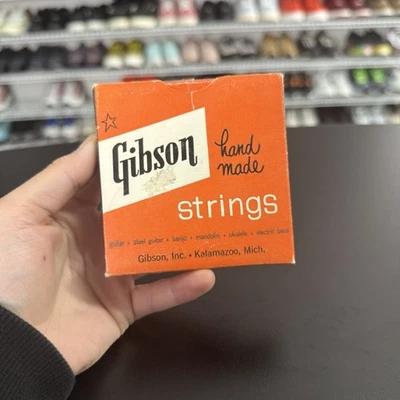 Gibson
hand
made
strings
guitar • steel guitar • banjo • mandolin • ukulele • electric bass
Gibson, Inc. • Kalamazoo, Mich.